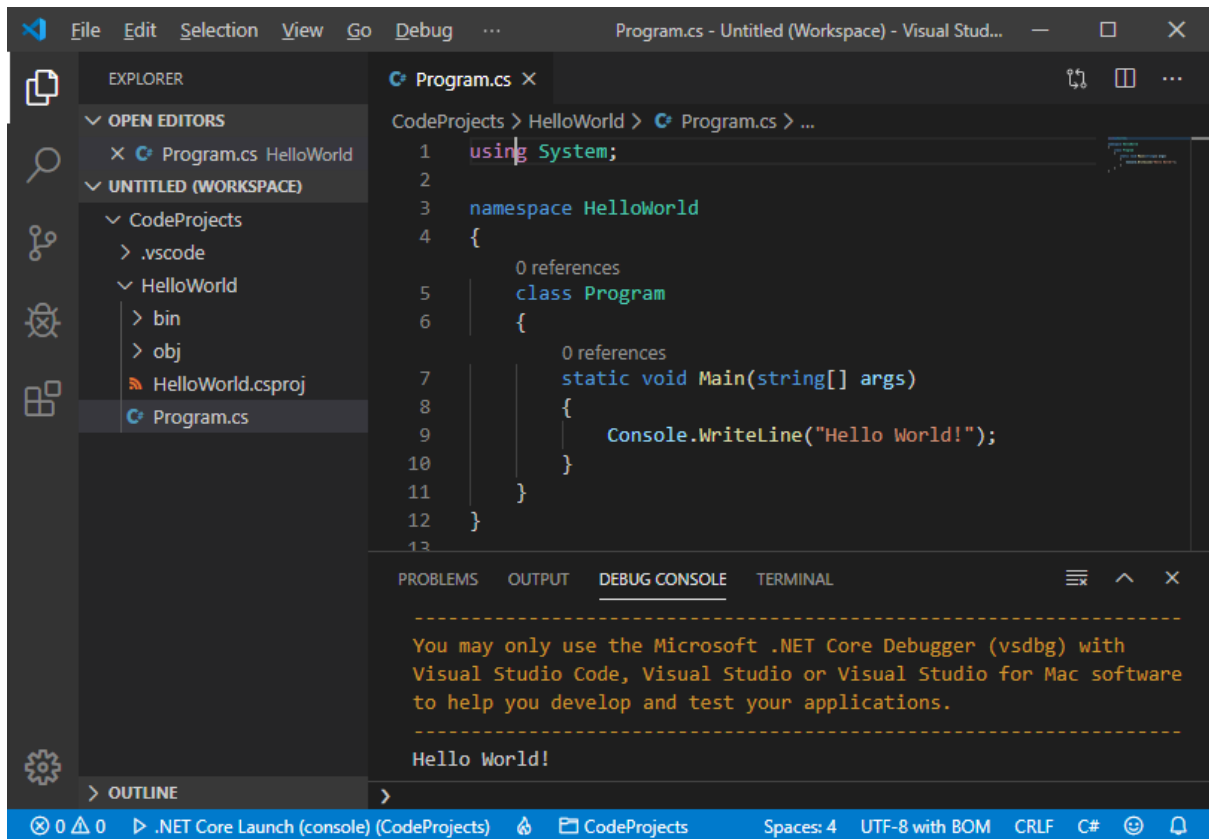 File Edit Selection View Go Debug ··· Program.cs - Untitled (Workspace) - Visual Stud...
EXPLORER
OPEN EDITORS
Program.cs HelloWorld
UNTITLED (WORKSPACE)
CodeProjects
.vscode
HelloWorld
bin
obj
HelloWorld.csproj
Program.cs
OUTLINE
Program.cs
CodeProjects > HelloWorld > Program.cs > ...
1 using System;
2
3 namespace HelloWorld
4 {
0 references
5 class Program
6 {
0 references
7 static void Main(string[] args)
8 {
9 Console.WriteLine("Hello World!");
10 }
11 }
12 }
13
PROBLEMS OUTPUT DEBUG CONSOLE TERMINAL
--------------------------------------------------------------------
You may only use the Microsoft .NET Core Debugger (vsdbg) with
Visual Studio Code, Visual Studio or Visual Studio for Mac software
to help you develop and test your applications.
--------------------------------------------------------------------
Hello World!
0 0 .NET Core Launch (console) (CodeProjects) CodeProjects Spaces: 4 UTF-8 with BOM CRLF C#